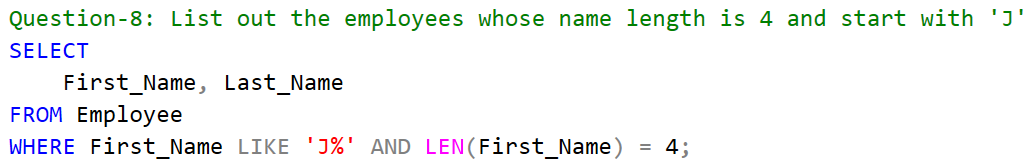 Question-8: List out the employees whose name length is 4 and start with 'J'
SELECT
    First_Name, Last_Name
FROM Employee
WHERE First_Name LIKE 'J%' AND LEN(First_Name) = 4;